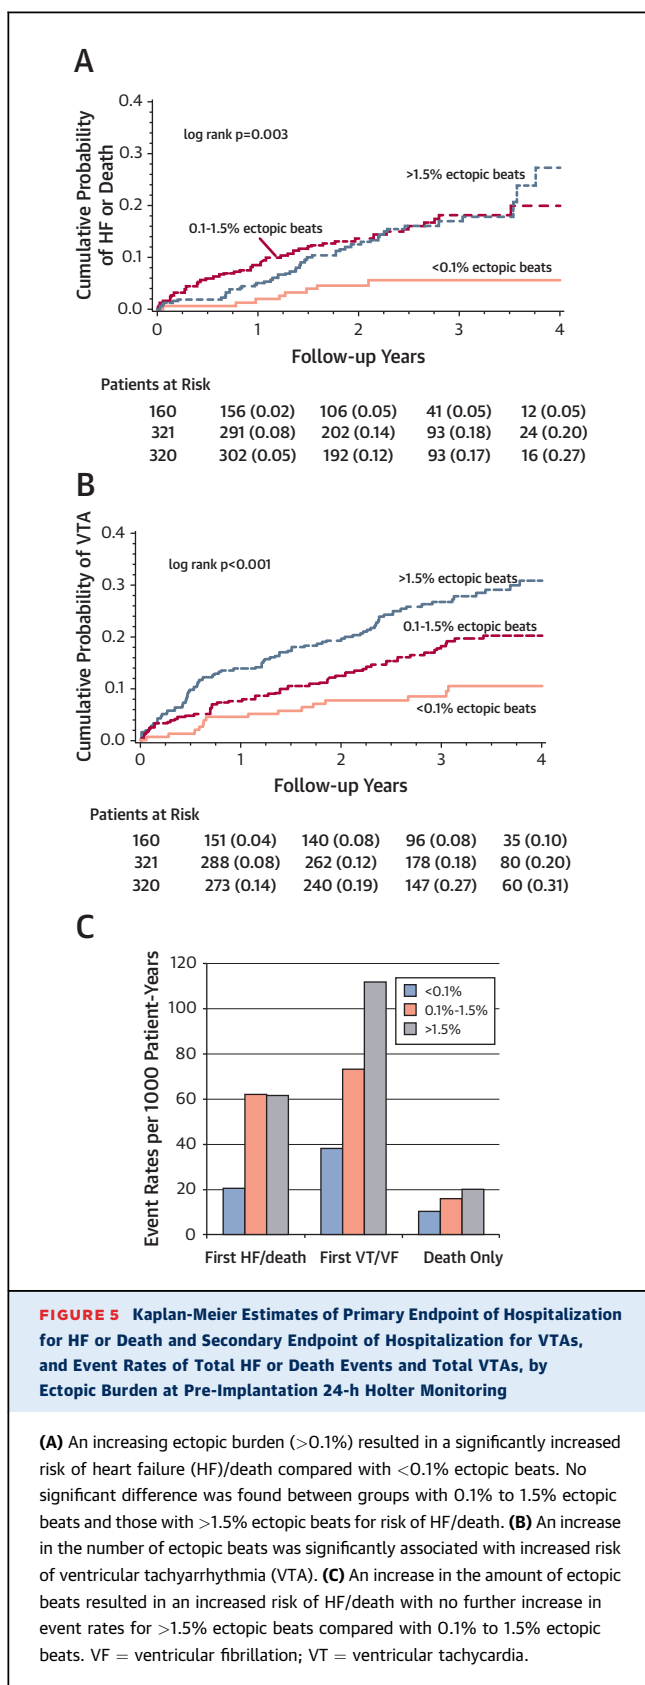 A
Cumulative Probability
of HF or Death
0.4
0.3
0.2
0.1
0.0
log rank p=0.003
>1.5% ectopic beats
0.1-1.5% ectopic beats
<0.1% ectopic beats
0 1 2 3 4
Follow-up Years
Patients at Risk
160 156 (0.02) 106 (0.05) 41 (0.05) 12 (0.05)
321 291 (0.08) 202 (0.14) 93 (0.18) 24 (0.20)
320 302 (0.05) 192 (0.12) 93 (0.17) 16 (0.27)
B
Cumulative Probability of VTA
0.4
0.3
0.2
0.1
0.0
log rank p<0.001
>1.5% ectopic beats
0.1-1.5% ectopic beats
<0.1% ectopic beats
0 1 2 3 4
Follow-up Years
Patients at Risk
160 151 (0.04) 140 (0.08) 96 (0.08) 35 (0.10)
321 288 (0.08) 262 (0.12) 178 (0.18) 80 (0.20)
320 273 (0.14) 240 (0.19) 147 (0.27) 60 (0.31)
C
Event Rates per 1000 Patient-Years
120
100
80
60
40
20
0
<0.1%
0.1%-1.5%
>1.5%
First HF/death First VT/VF Death Only
FIGURE 5 Kaplan-Meier Estimates of Primary Endpoint of Hospitalization
for HF or Death and Secondary Endpoint of Hospitalization for VTAs,
and Event Rates of Total HF or Death Events and Total VTAs, by
Ectopic Burden at Pre-Implantation 24-h Holter Monitoring
(A) An increasing ectopic burden (>0.1%) resulted in a significantly increased
risk of heart failure (HF)/death compared with <0.1% ectopic beats. No
significant difference was found between groups with 0.1% to 1.5% ectopic
beats and those with >1.5% ectopic beats for risk of HF/death. (B) An increase
in the number of ectopic beats was significantly associated with increased risk
of ventricular tachyarrhythmia (VTA). (C) An increase in the amount of ectopic
beats resulted in an increased risk of HF/death with no further increase in
event rates for >1.5% ectopic beats compared with 0.1% to 1.5% ectopic
beats. VF = ventricular fibrillation; VT = ventricular tachycardia.